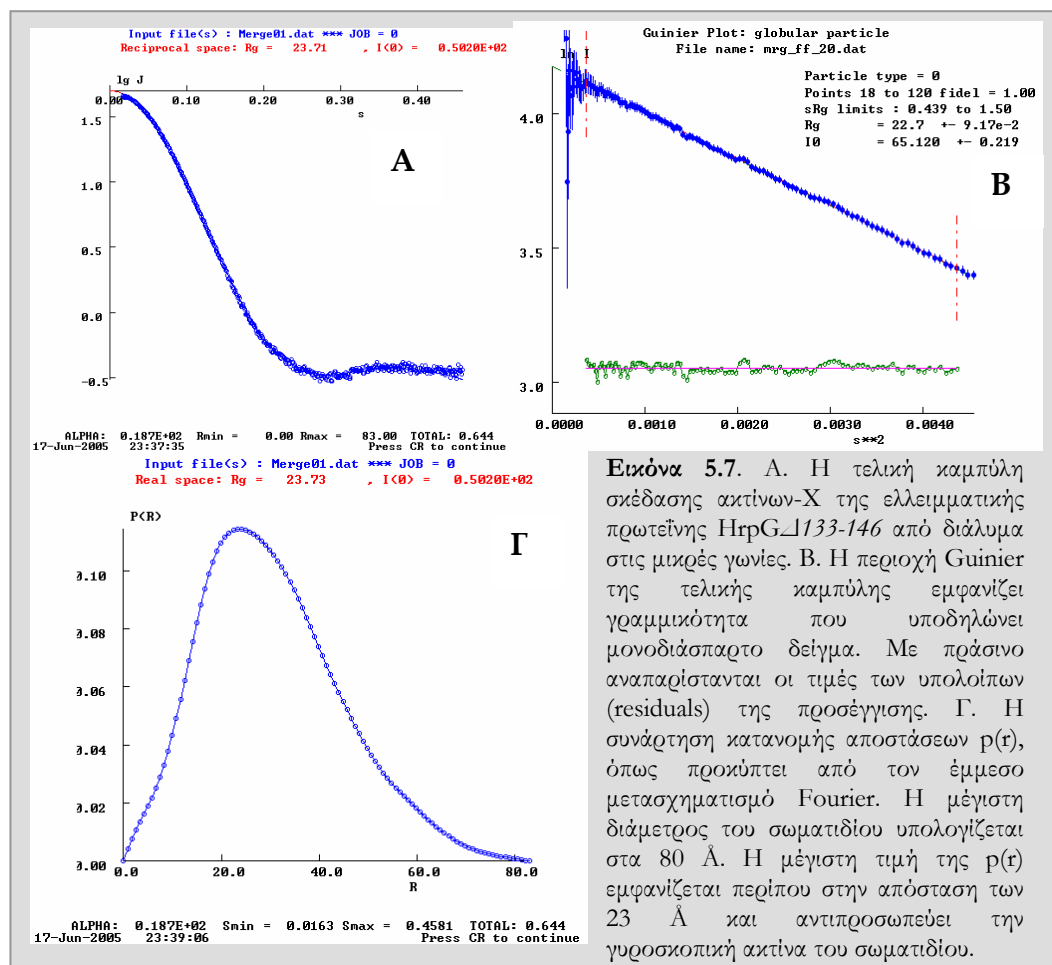 Input file(s) : Merge01.dat *** JOB = 0
Reciprocal space: Rg = 23.71 , I(0) = 0.5020E+02
lg J
0.00 0.10 0.20 0.30 0.40
s
1.5
1.0
0.5
0.0
-0.5
A
ALPHA: 0.187E+02 Rmin = 0.00 Rmax = 83.00 TOTAL: 0.644
17-Jun-2005 23:37:35 Press CR to continue
Guinier Plot: globular particle
File name: mrg_ff_20.dat
ln I
Particle type = 0
Points 18 to 120 fidel = 1.00
sRg limits : 0.439 to 1.50
Rg = 22.7 +- 9.17e-2
I0 = 65.120 +- 0.219
4.0
3.5
3.0
B
0.0000 0.0010 0.0020 0.0030 0.0040
s**2
Input file(s) : Merge01.dat *** JOB = 0
Real space: Rg = 23.73 , I(0) = 0.5020E+02
P(R)
Γ
0.10
0.08
0.06
0.04
0.02
0.00
0.0 20.0 40.0 60.0 80.0
R
ALPHA: 0.187E+02 Smin = 0.0163 Smax = 0.4581 TOTAL: 0.644
17-Jun-2005 23:39:06 Press CR to continue
Εικόνα 5.7. Α. Η τελική καμπύλη
σκέδασης ακτίνων-Χ της ελλειμματικής
πρωτεΐνης HrpG⊿133-146 από διάλυμα
στις μικρές γωνίες. Β. Η περιοχή Guinier
της τελικής καμπύλης εμφανίζει
γραμμικότητα που υποδηλώνει
μονοδιάσπαρτο δείγμα. Με πράσινο
αναπαρίστανται οι τιμές των υπολοίπων
(residuals) της προσέγγισης. Γ. Η
συνάρτηση κατανομής αποστάσεων p(r),
όπως προκύπτει από τον έμμεσο
μετασχηματισμό Fourier. Η μέγιστη
διάμετρος του σωματιδίου υπολογίζεται
στα 80 Å. Η μέγιστη τιμή της p(r)
εμφανίζεται περίπου στην απόσταση των
23 Å και αντιπροσωπεύει την
γυροσκοπική ακτίνα του σωματιδίου.